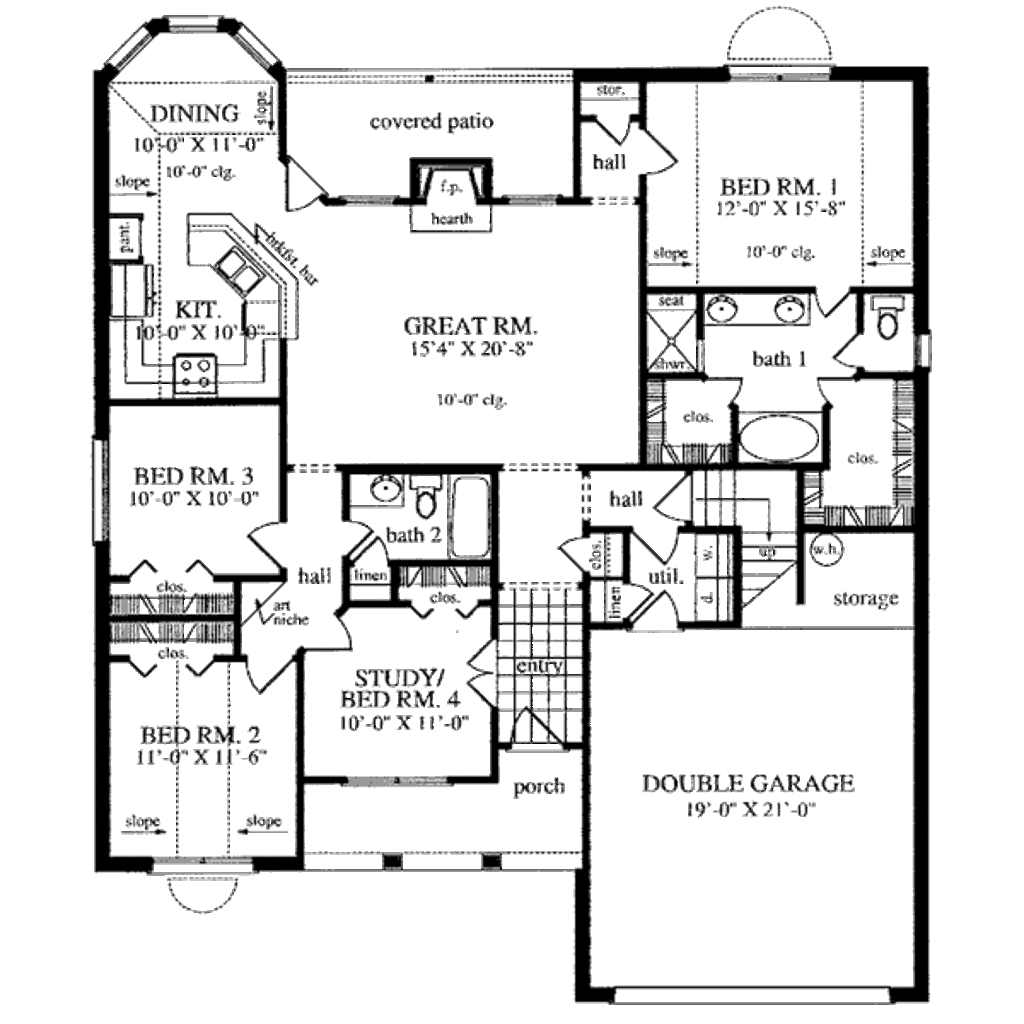 DINING
10'-0" X 11'-0"
10'-0" clg.
slope
slope
covered patio
stor.
hall
f.p.
hearth
BED RM. 1
12'-0" X 15'-8"
10'-0" clg.
slope
slope
pant.
brkfst. bar
KIT.
10'-0" X 10'-0"
GREAT RM.
15'4" X 20'-8"
10'-0" clg.
seat
shwr.
bath 1
clos.
clos.
BED RM. 3
10'-0" X 10'-0"
bath 2
hall
clos.
linen
clos.
hall
clos.
util.
w.
d.
linen
up
w.h.
storage
art
niche
clos.
entry
STUDY/
BED RM. 4
10'-0" X 11'-0"
BED RM. 2
11'-0" X 11'-6"
slope
slope
porch
DOUBLE GARAGE
19'-0" X 21'-0"